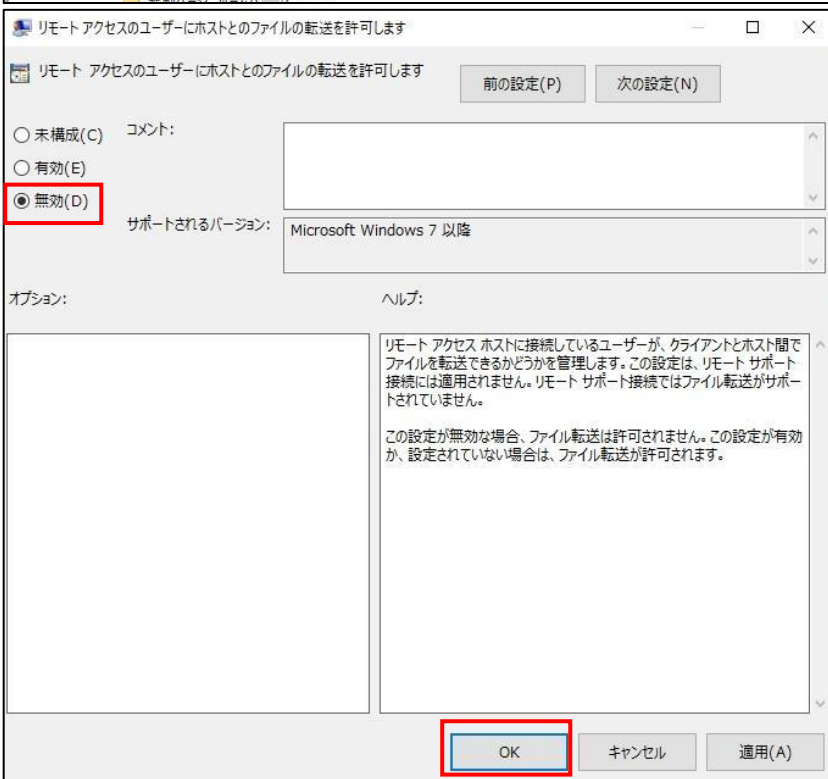 リモート アクセスのユーザーにホストとのファイルの転送を許可します
リモート アクセスのユーザーにホストとのファイルの転送を許可します
前の設定(P)
次の設定(N)
未構成(C)
コメント:
有効(E)
無効(D)
サポートされるバージョン:
Microsoft Windows 7 以降
オプション:
ヘルプ:
リモート アクセス ホストに接続しているユーザーが、クライアントとホスト間で
ファイルを転送できるかどうかを管理します。この設定は、リモート サポート
接続には適用されません。リモート サポート接続ではファイル転送がサポー
トされていません。
この設定が無効な場合、ファイル転送は許可されません。この設定が有効
か、設定されていない場合は、ファイル転送が許可されます。
OK
キャンセル
適用(A)